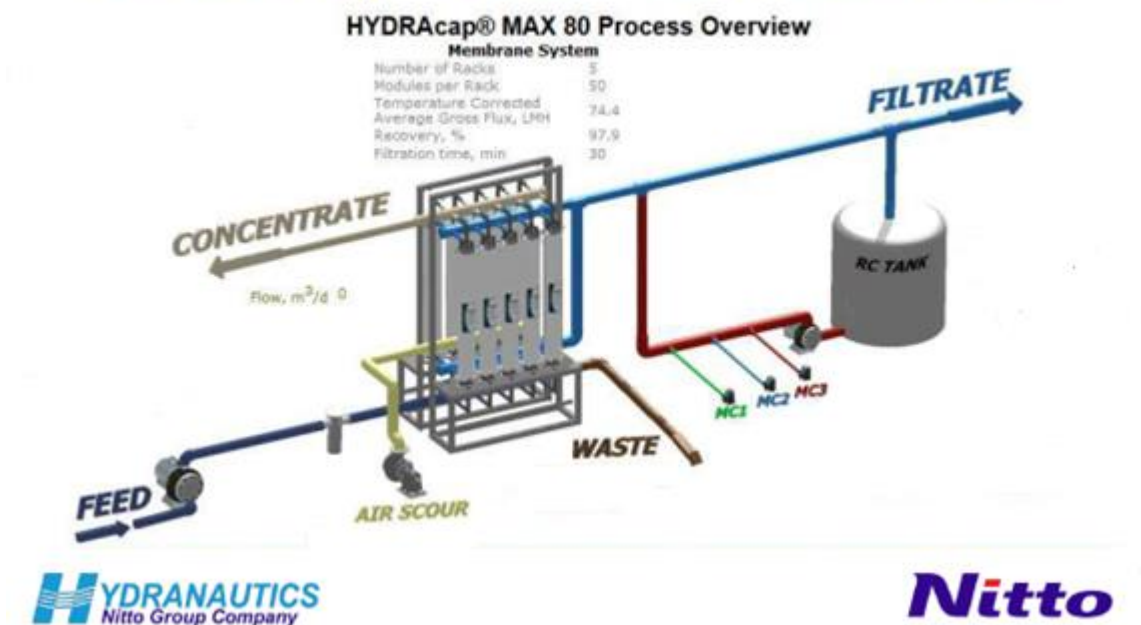 HYDRAcap® MAX 80 Process Overview
Membrane System
Number of Racks 5
Modules per Rack 50
Temperature Corrected
Average Gross Flux, LMH 74.4
Recovery, % 97.9
Filtration time, min 30
FILTRATE
CONCENTRATE
Flow, m³/d 0
RC TANK
MC1 MC2 MC3
WASTE
FEED
AIR SCOUR
HYDRANAUTICS
Nitto Group Company
Nitto